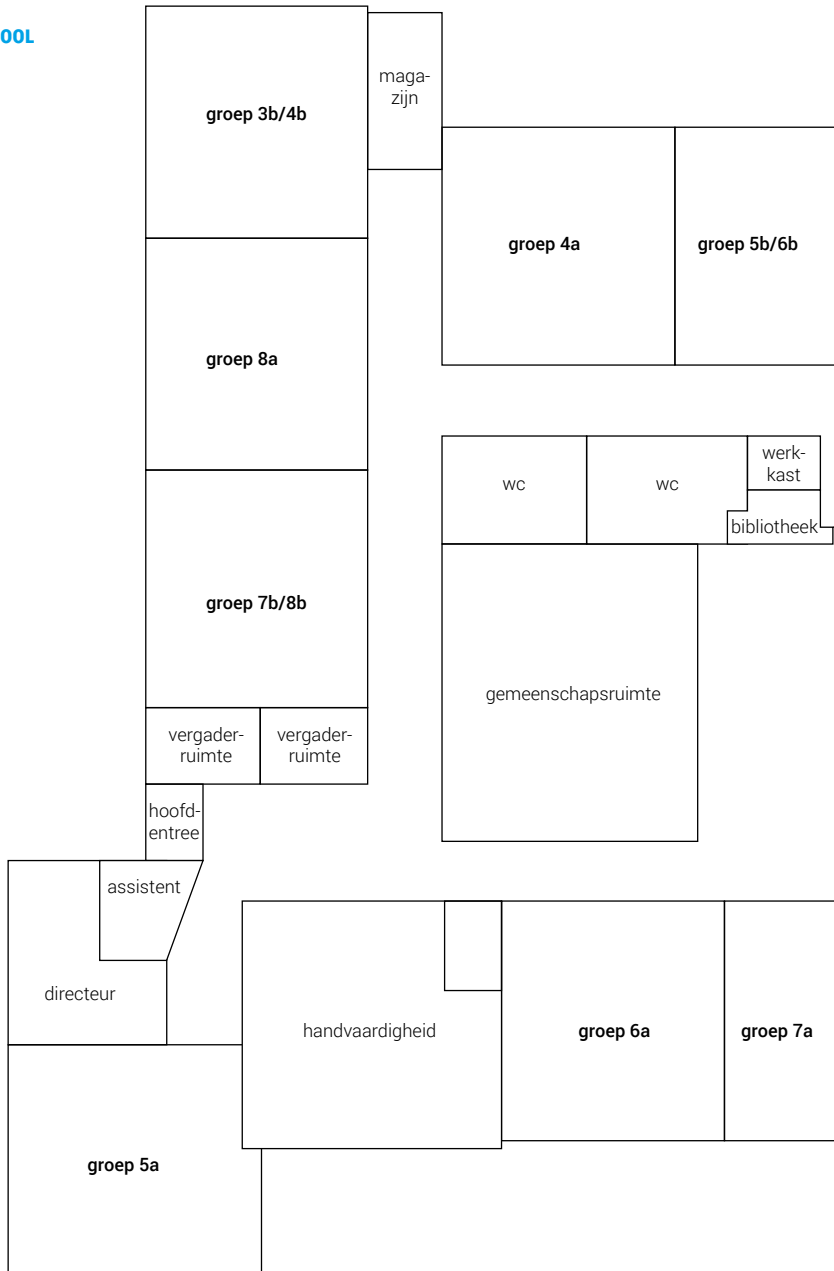 OOL
maga-
zijn
groep 3b/4b
groep 4a
groep 5b/6b
groep 8a
werk-
kast
wc
wc
bibliotheek
groep 7b/8b
gemeenschapsruimte
vergader-
ruimte
vergader-
ruimte
hoofd-
entree
assistent
directeur
handvaardigheid
groep 6a
groep 7a
groep 5a